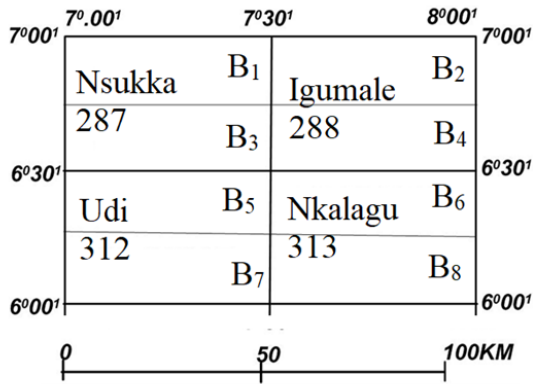 7⁰.00¹ 7⁰30¹ 8⁰00¹
7⁰00¹ 7⁰00¹
B₁ B₂
Nsukka Igumale
287 288
B₃ B₄
6⁰30¹ 6⁰30¹
B₅ B₆
Udi Nkalagu
312 313
B₇ B₈
6⁰00¹ 6⁰00¹
0 50 100KM